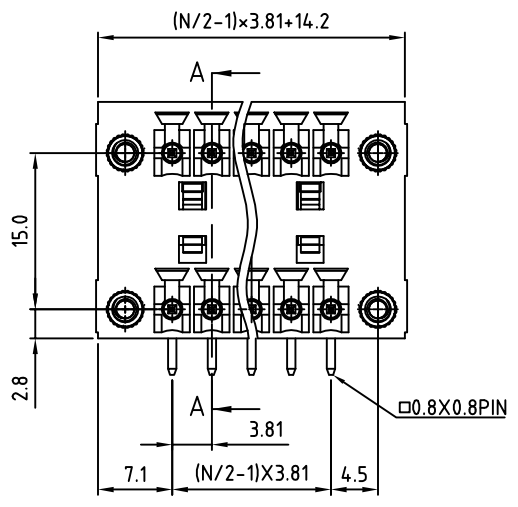 (N/2-1)×3.81+14.2
A
15.0
2.8
A
3.81
□0.8X0.8PIN
7.1
(N/2-1)X3.81
4.5